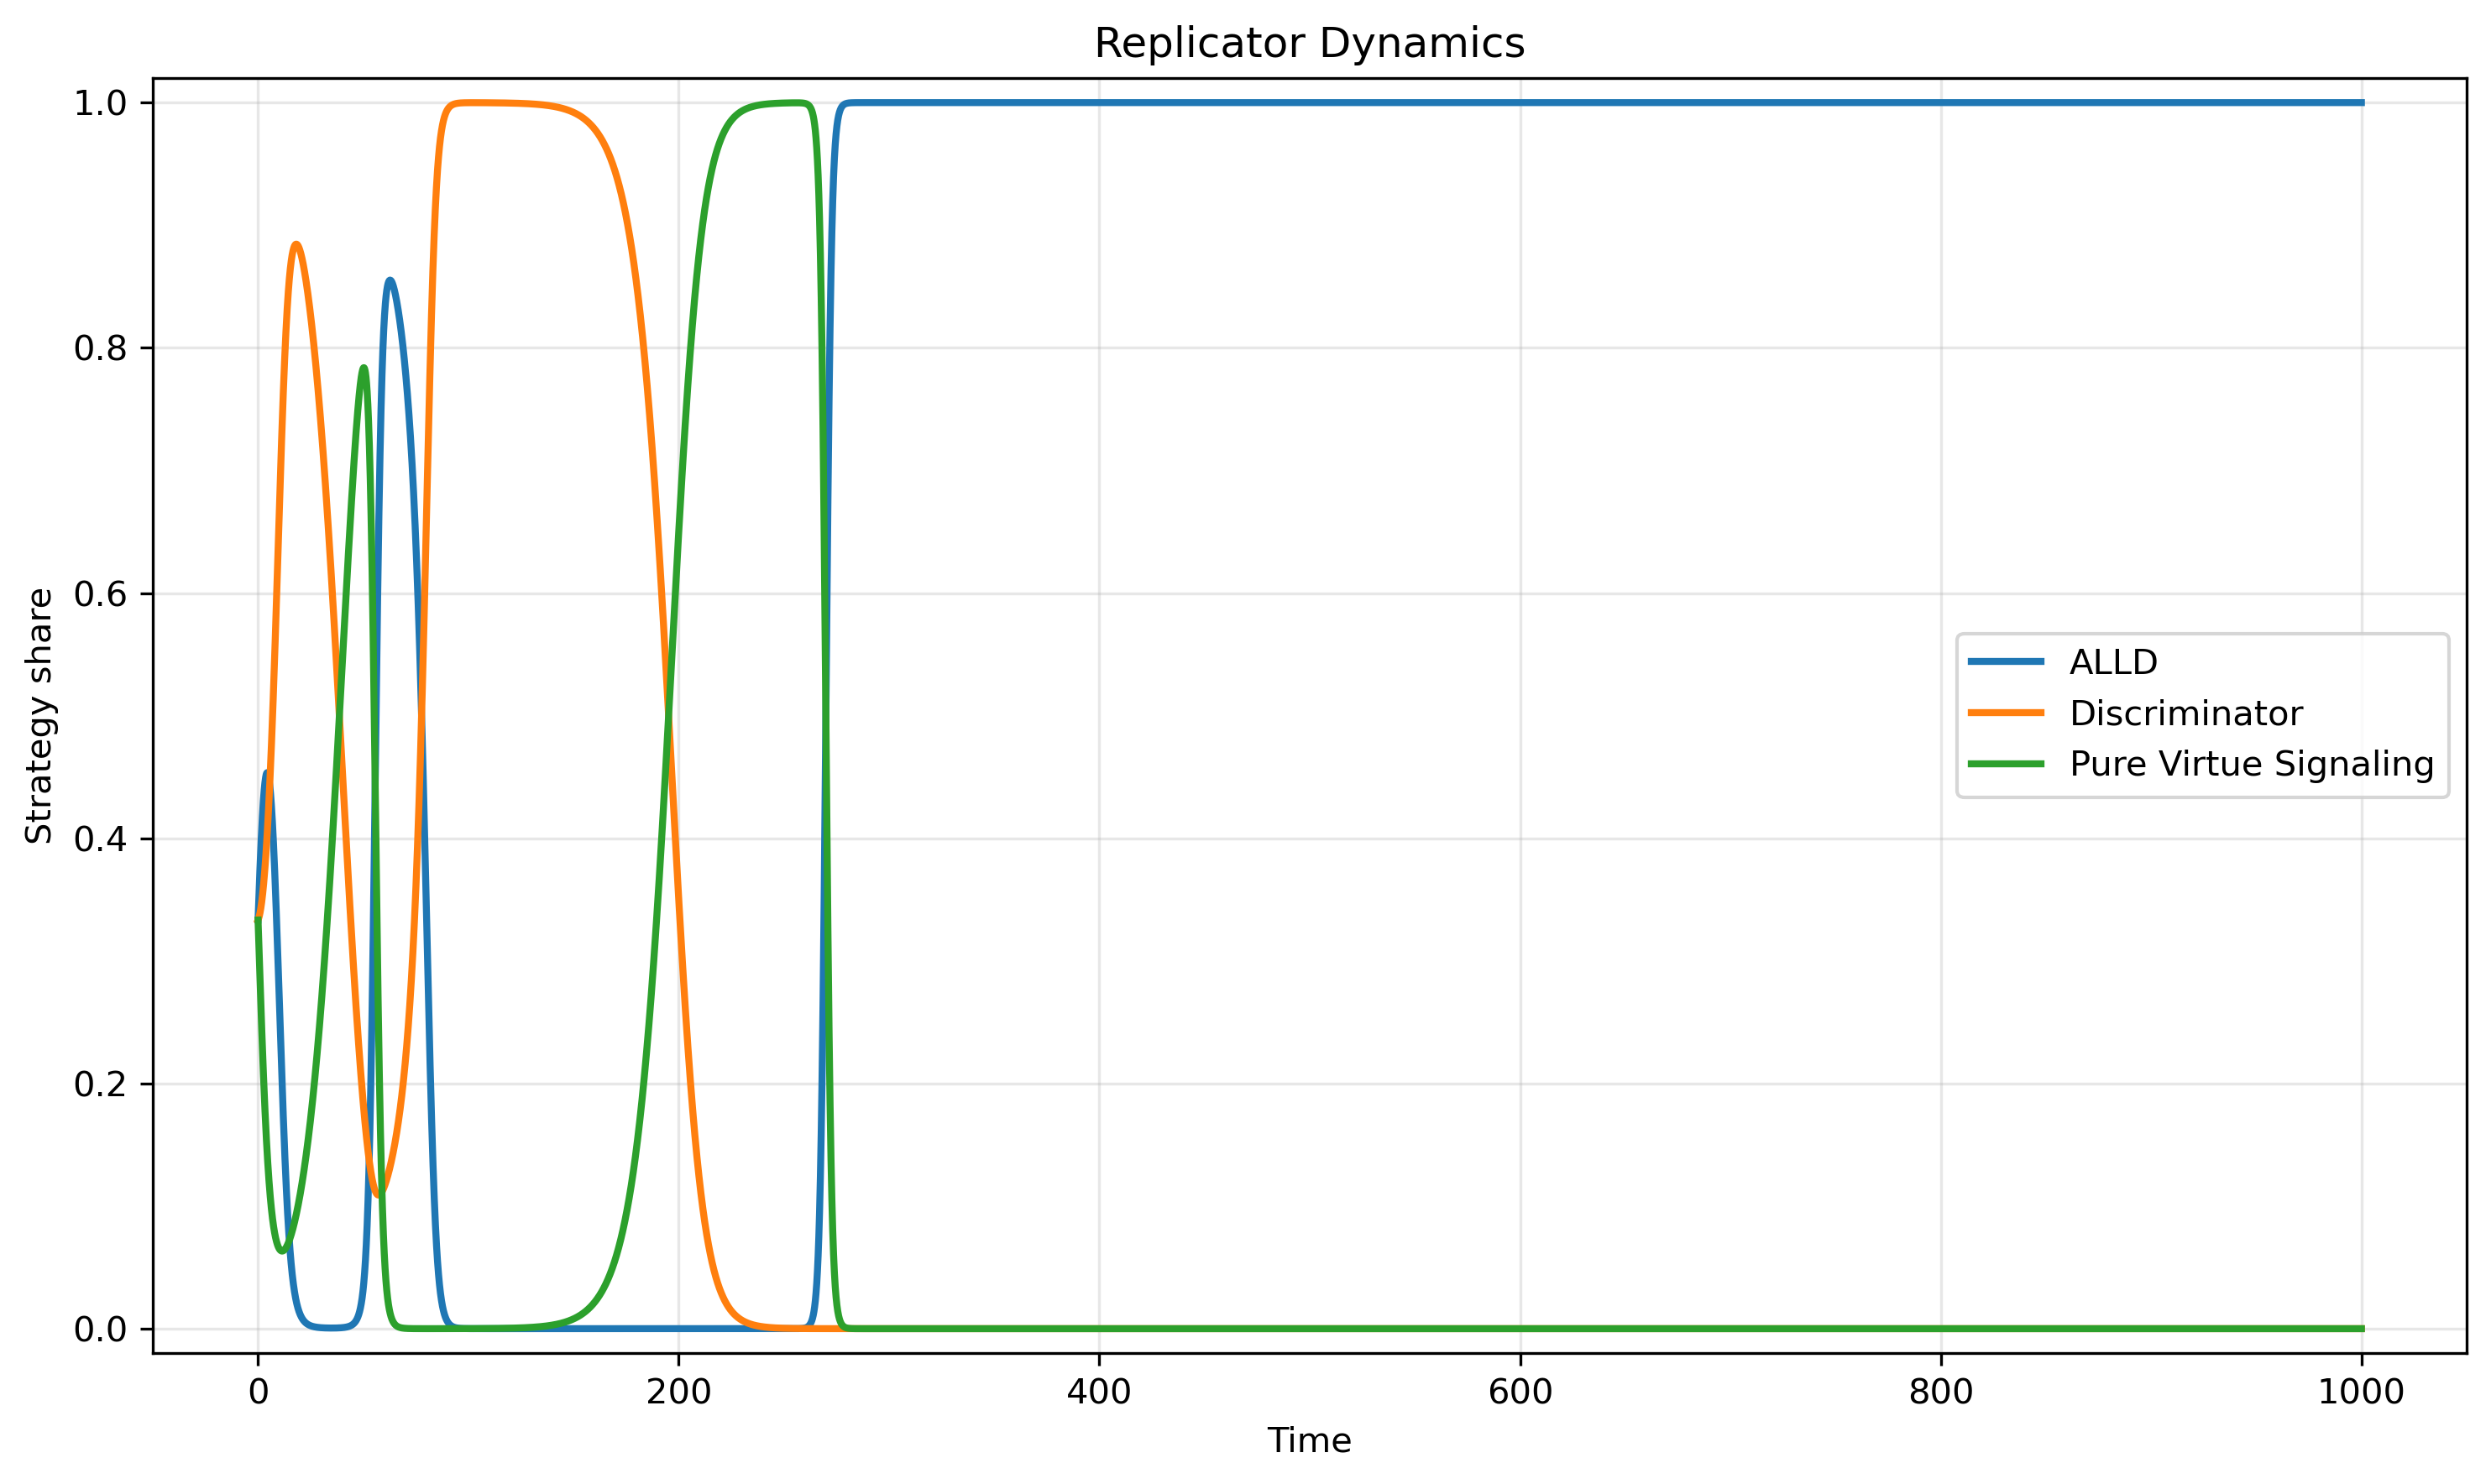 Replicator Dynamics
1.0
0.8
0.6
0.4
0.2
0.0
Strategy share
ALLD
Discriminator
Pure Virtue Signaling
0 200 400 600 800 1000
Time